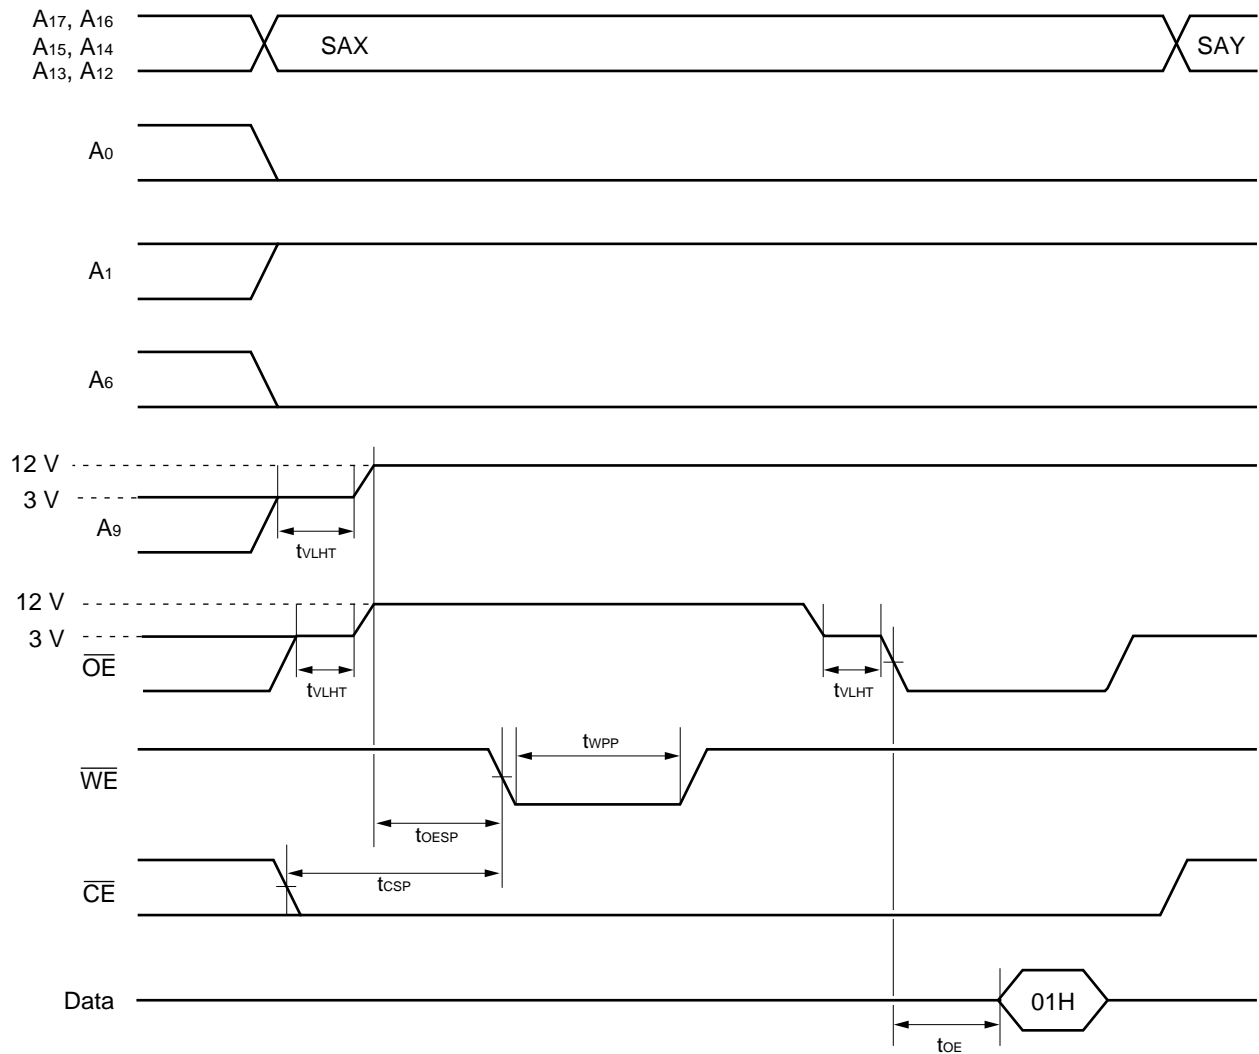 A17, A16
A15, A14
A13, A12
SAX
SAY
A0
A1
A6
12 V
3 V
A9
tVLHT
12 V
3 V
OE
tVLHT
tVLHT
WE
tWPP
tOESP
CE
tCSP
Data
01H
tOE